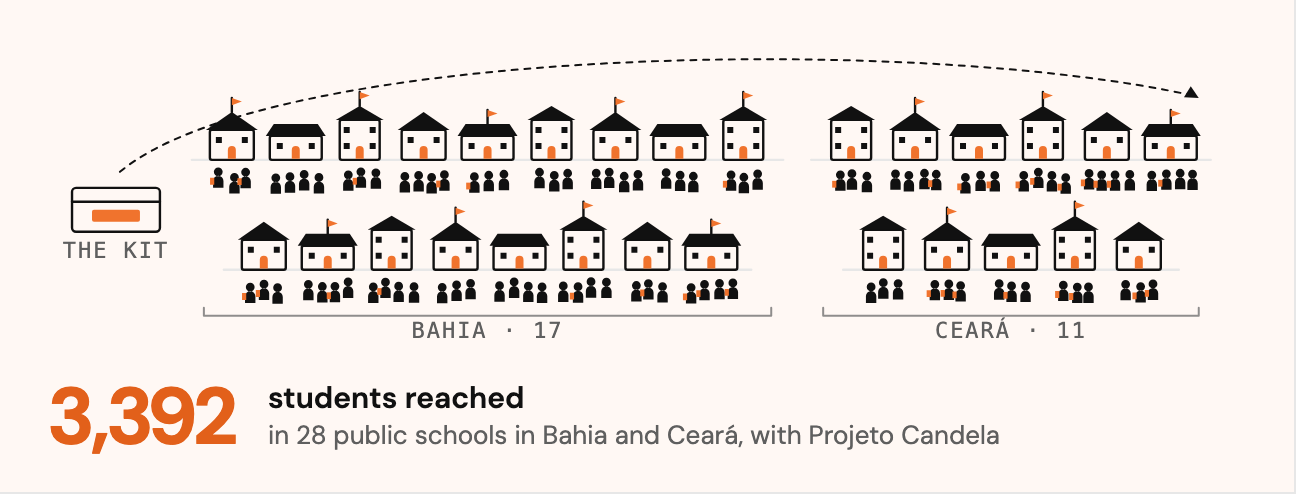 THE KIT
BAHIA · 17
CEARÁ · 11
3,392
students reached
in 28 public schools in Bahia and Ceará, with Projeto Candela